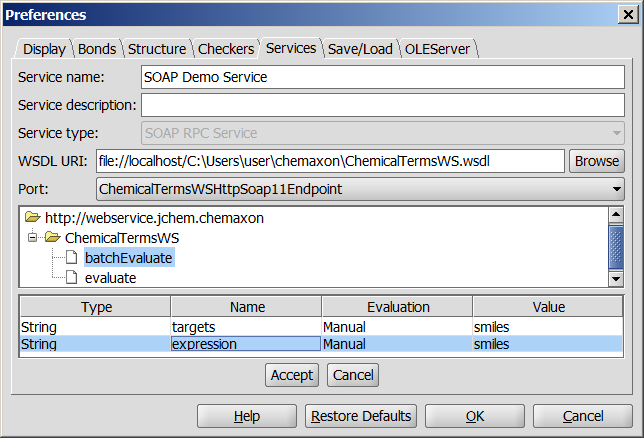 Preferences
Display Bonds Structure Checkers Services Save/Load OLEServer
Service name: SOAP Demo Service
Service description:
Service type: SOAP RPC Service
WSDL URI: file://localhost/C:\Users\user\chemaxon\ChemicalTermsWS.wsdl Browse
Port: ChemicalTermsWSHttpSoap11Endpoint
http://webservice.jchem.chemaxon
ChemicalTermsWS
batchEvaluate
evaluate
Type Name Evaluation Value
String targets Manual smiles
String expression Manual smiles
Accept Cancel
Help Restore Defaults OK Cancel